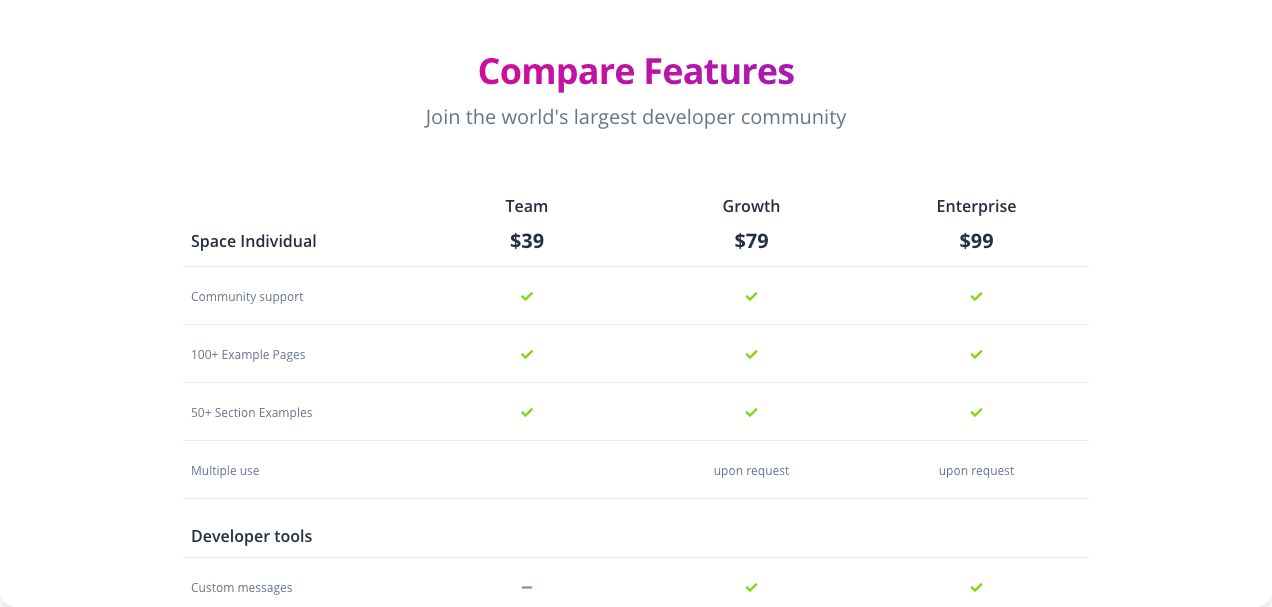 Compare Features
Join the world's largest developer community
Team Growth Enterprise
Space Individual $39 $79 $99
Community support
100+ Example Pages
50+ Section Examples
Multiple use upon request upon request
Developer tools
Custom messages